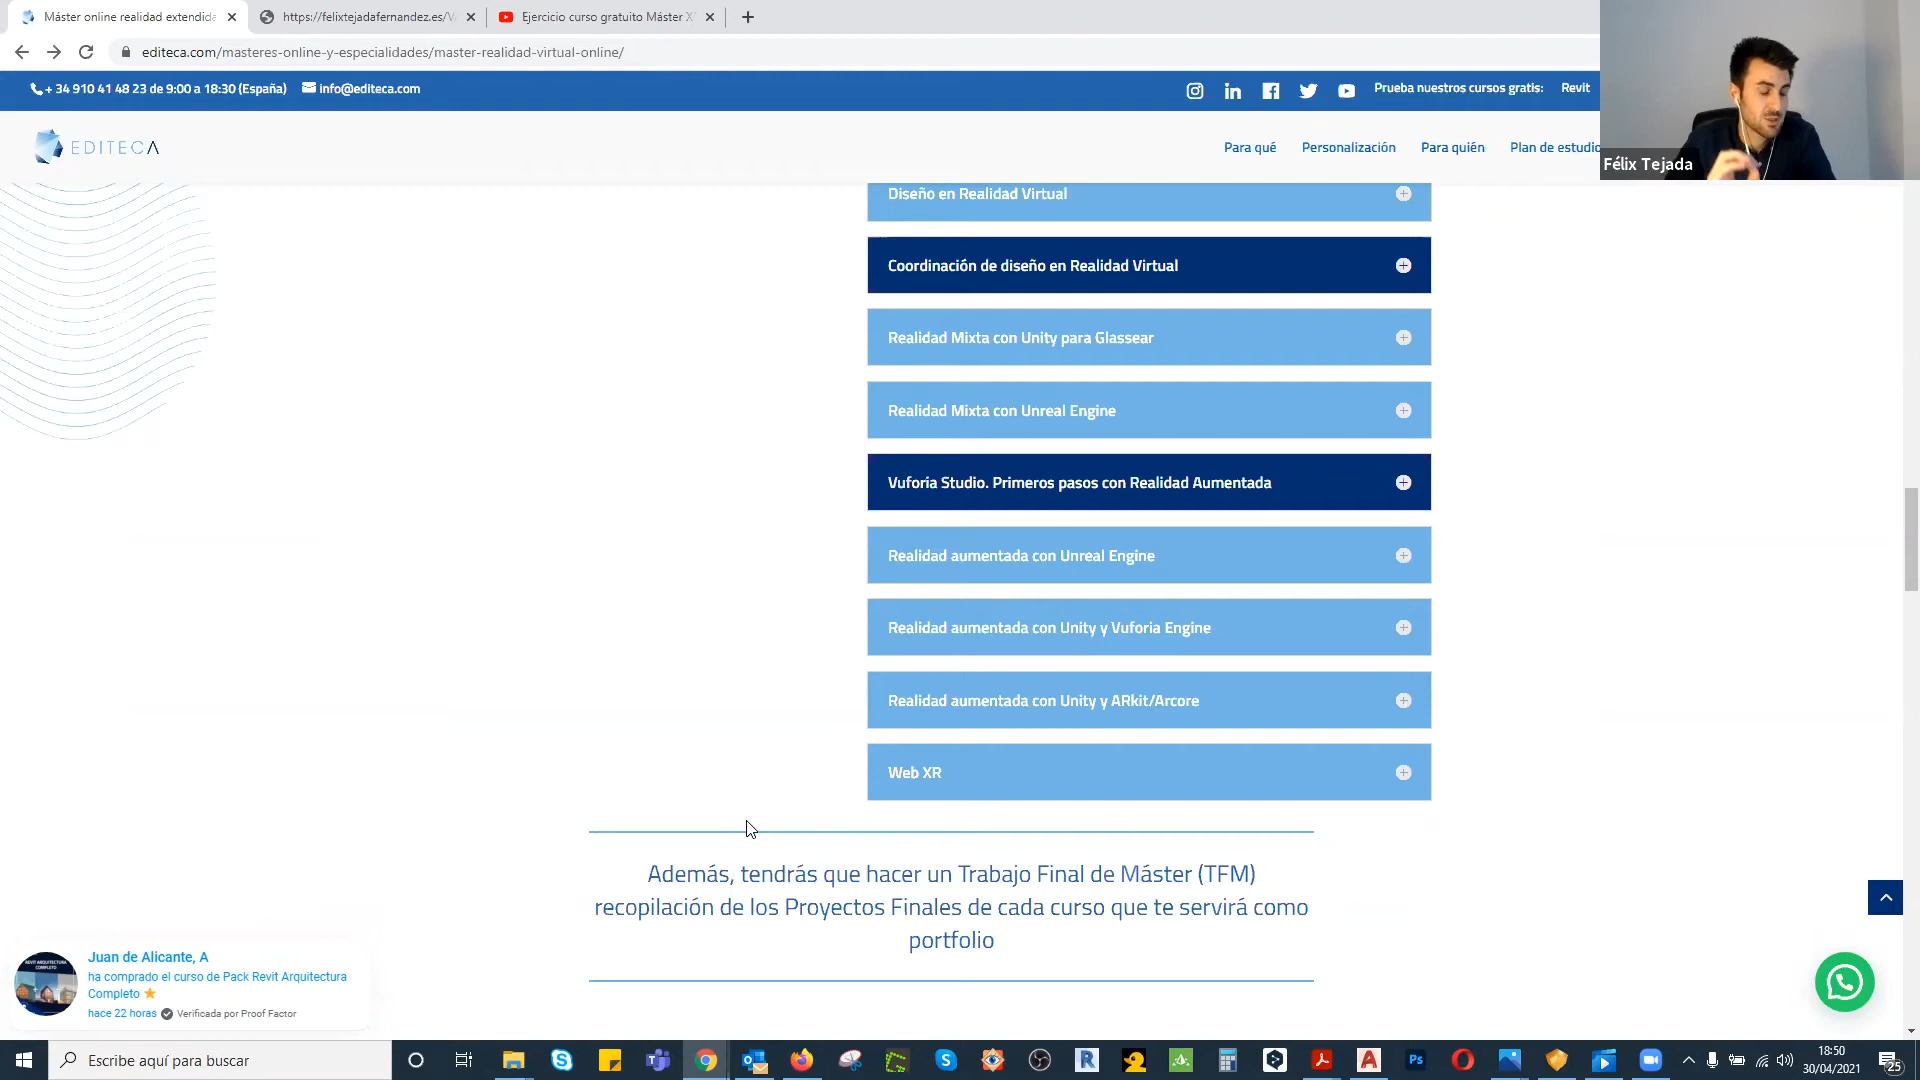 Máster online realidad extendida
https://felixtejadafernandez.es/V
Ejercicio curso gratuito Máster X
editeca.com/masteres-online-y-especialidades/master-realidad-virtual-online/
+ 34 910 41 48 23 de 9:00 a 18:30 (España) info@editeca.com
Prueba nuestros cursos gratis: Revit
EDITECA
Para qué Personalización Para quién Plan de estudio
Félix Tejada
Diseño en Realidad Virtual
Coordinación de diseño en Realidad Virtual
Realidad Mixta con Unity para Glassear
Realidad Mixta con Unreal Engine
Vuforia Studio. Primeros pasos con Realidad Aumentada
Realidad aumentada con Unreal Engine
Realidad aumentada con Unity y Vuforia Engine
Realidad aumentada con Unity y ARkit/Arcore
Web XR
Además, tendrás que hacer un Trabajo Final de Máster (TFM)
recopilación de los Proyectos Finales de cada curso que te servirá como
portfolio
REVIT ARQUITECTURA
COMPLETO
Juan de Alicante, A
ha comprado el curso de Pack Revit Arquitectura
Completo
hace 22 horas Verificada por Proof Factor
Escribe aquí para buscar
18:50
30/04/2021
25